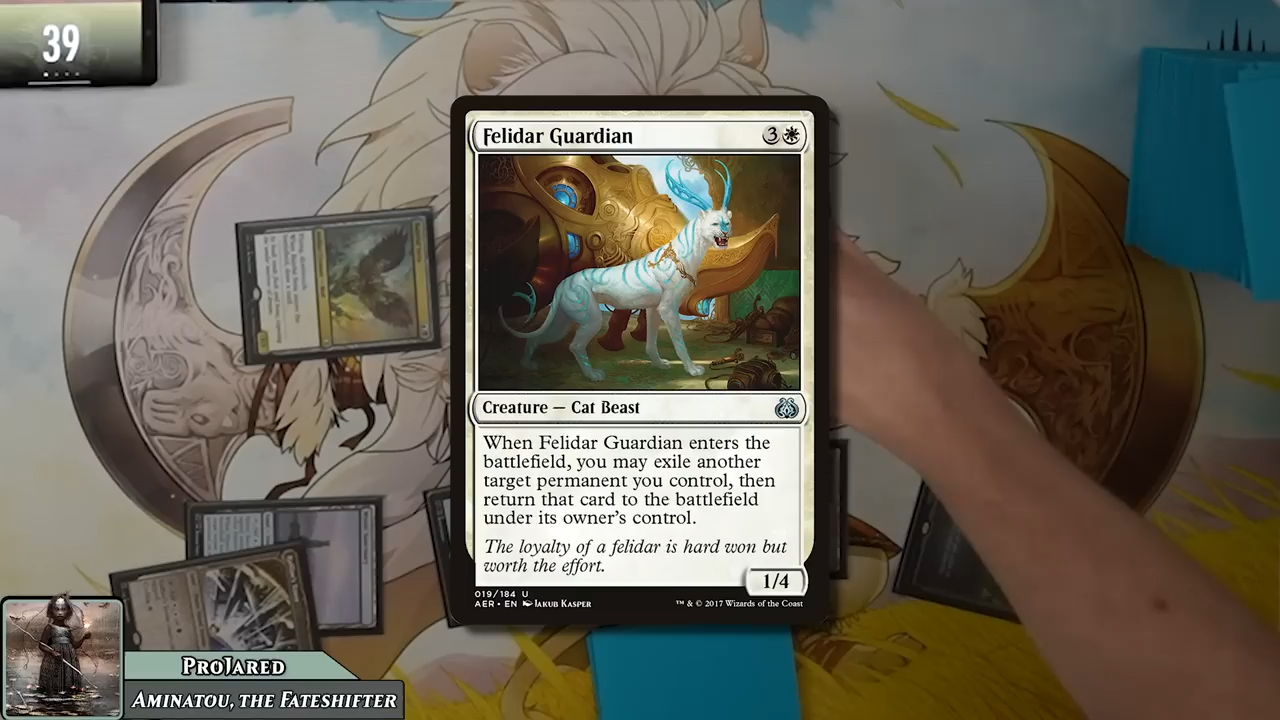 39
Felidar Guardian
3
Creature — Cat Beast
When Felidar Guardian enters the
battlefield, you may exile another
target permanent you control, then
return that card to the battlefield
under its owner's control.
The loyalty of a felidar is hard won but
worth the effort.
1/4
019/184 U
AER • EN Jakub Kasper
™ & © 2017 Wizards of the Coast
ProJared
Aminatou, the Fateshifter